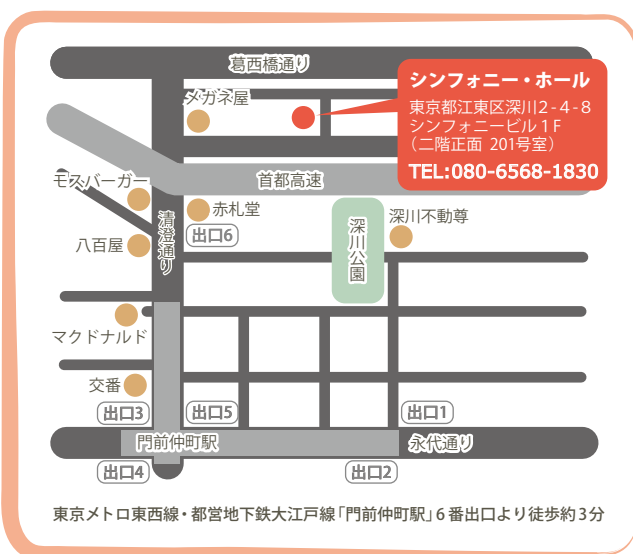 葛西橋通り
メガネ屋
シンフォニー・ホール
東京都江東区深川2-4-8
シンフォニービル1F
（二階正面 201号室）
TEL:080-6568-1830
モスバーガー
首都高速
赤札堂
出口6
清澄通り
八百屋
深川公園
深川不動尊
マクドナルド
交番
出口3
出口5
出口1
門前仲町駅
永代通り
出口4
出口2
東京メトロ東西線・都営地下鉄大江戸線「門前仲町駅」6番出口より徒歩約3分